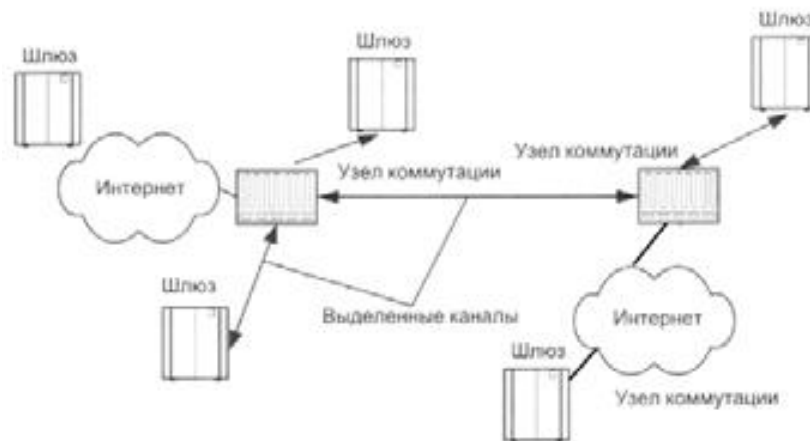 Шлюз
Шлюз
Шлюз
Узел коммутации
Узел коммутации
Интернет
Шлюз
Выделенные каналы
Интернет
Шлюз
Узел коммутации